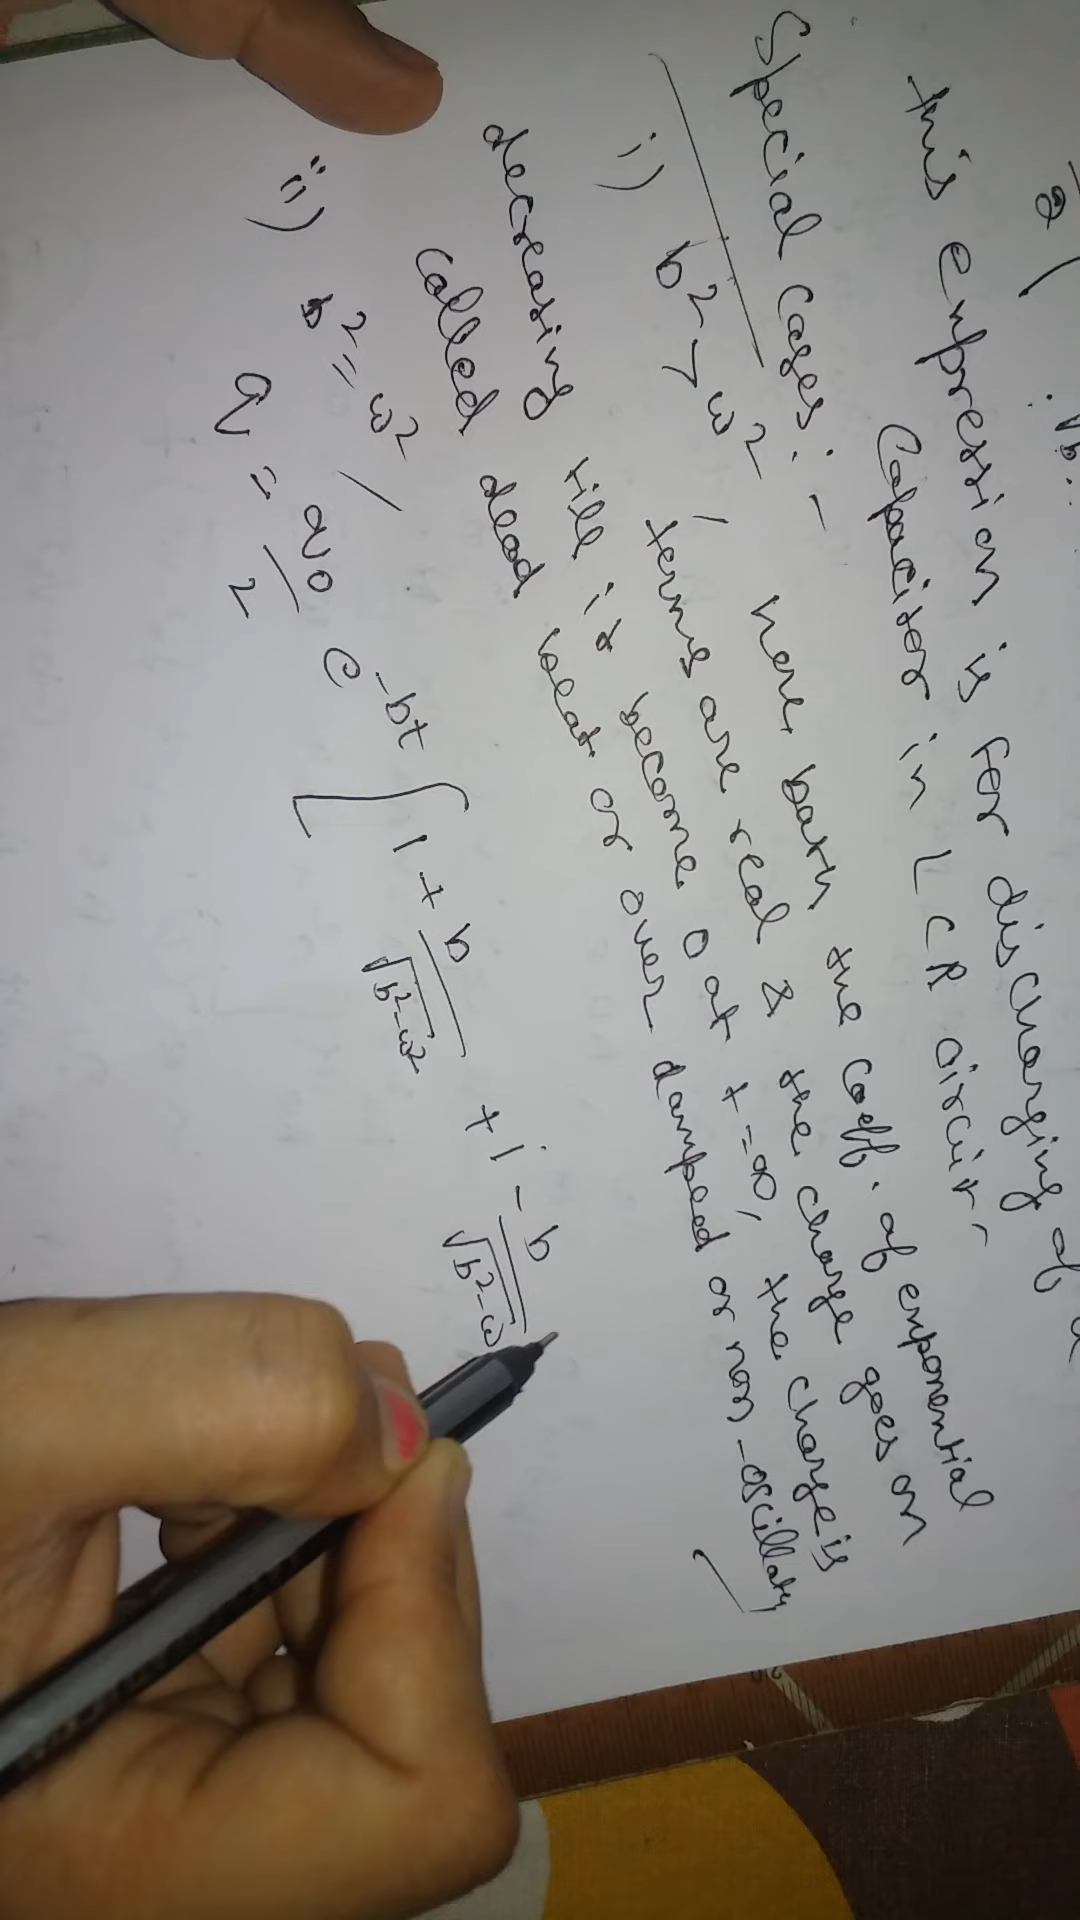 this expression is for discharging of a
Capacitor in LCR circuit,
Special Cases:-
i) b² > ω², here both the coeff. of exponential
terms are real & the charge goes on
decreasing till it become 0 at t=∞, the charge is
called dead beat or over damped or non-oscillatory
ii) b² = ω²,
q = q₀/2 e^-bt [ 1 + b/√b²-ω² + 1 - b/√b²-ω